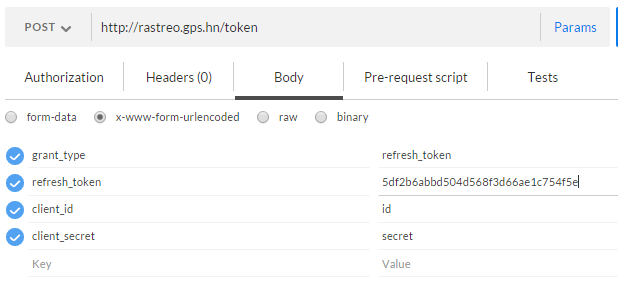 POST http://rastreo.gps.hn/token Params
Authorization Headers (0) Body Pre-request script Tests
form-data x-www-form-urlencoded raw binary
grant_type refresh_token
refresh_token 5df2b6abbd504d568f3d66ae1c754f5e
client_id id
client_secret secret
Key Value